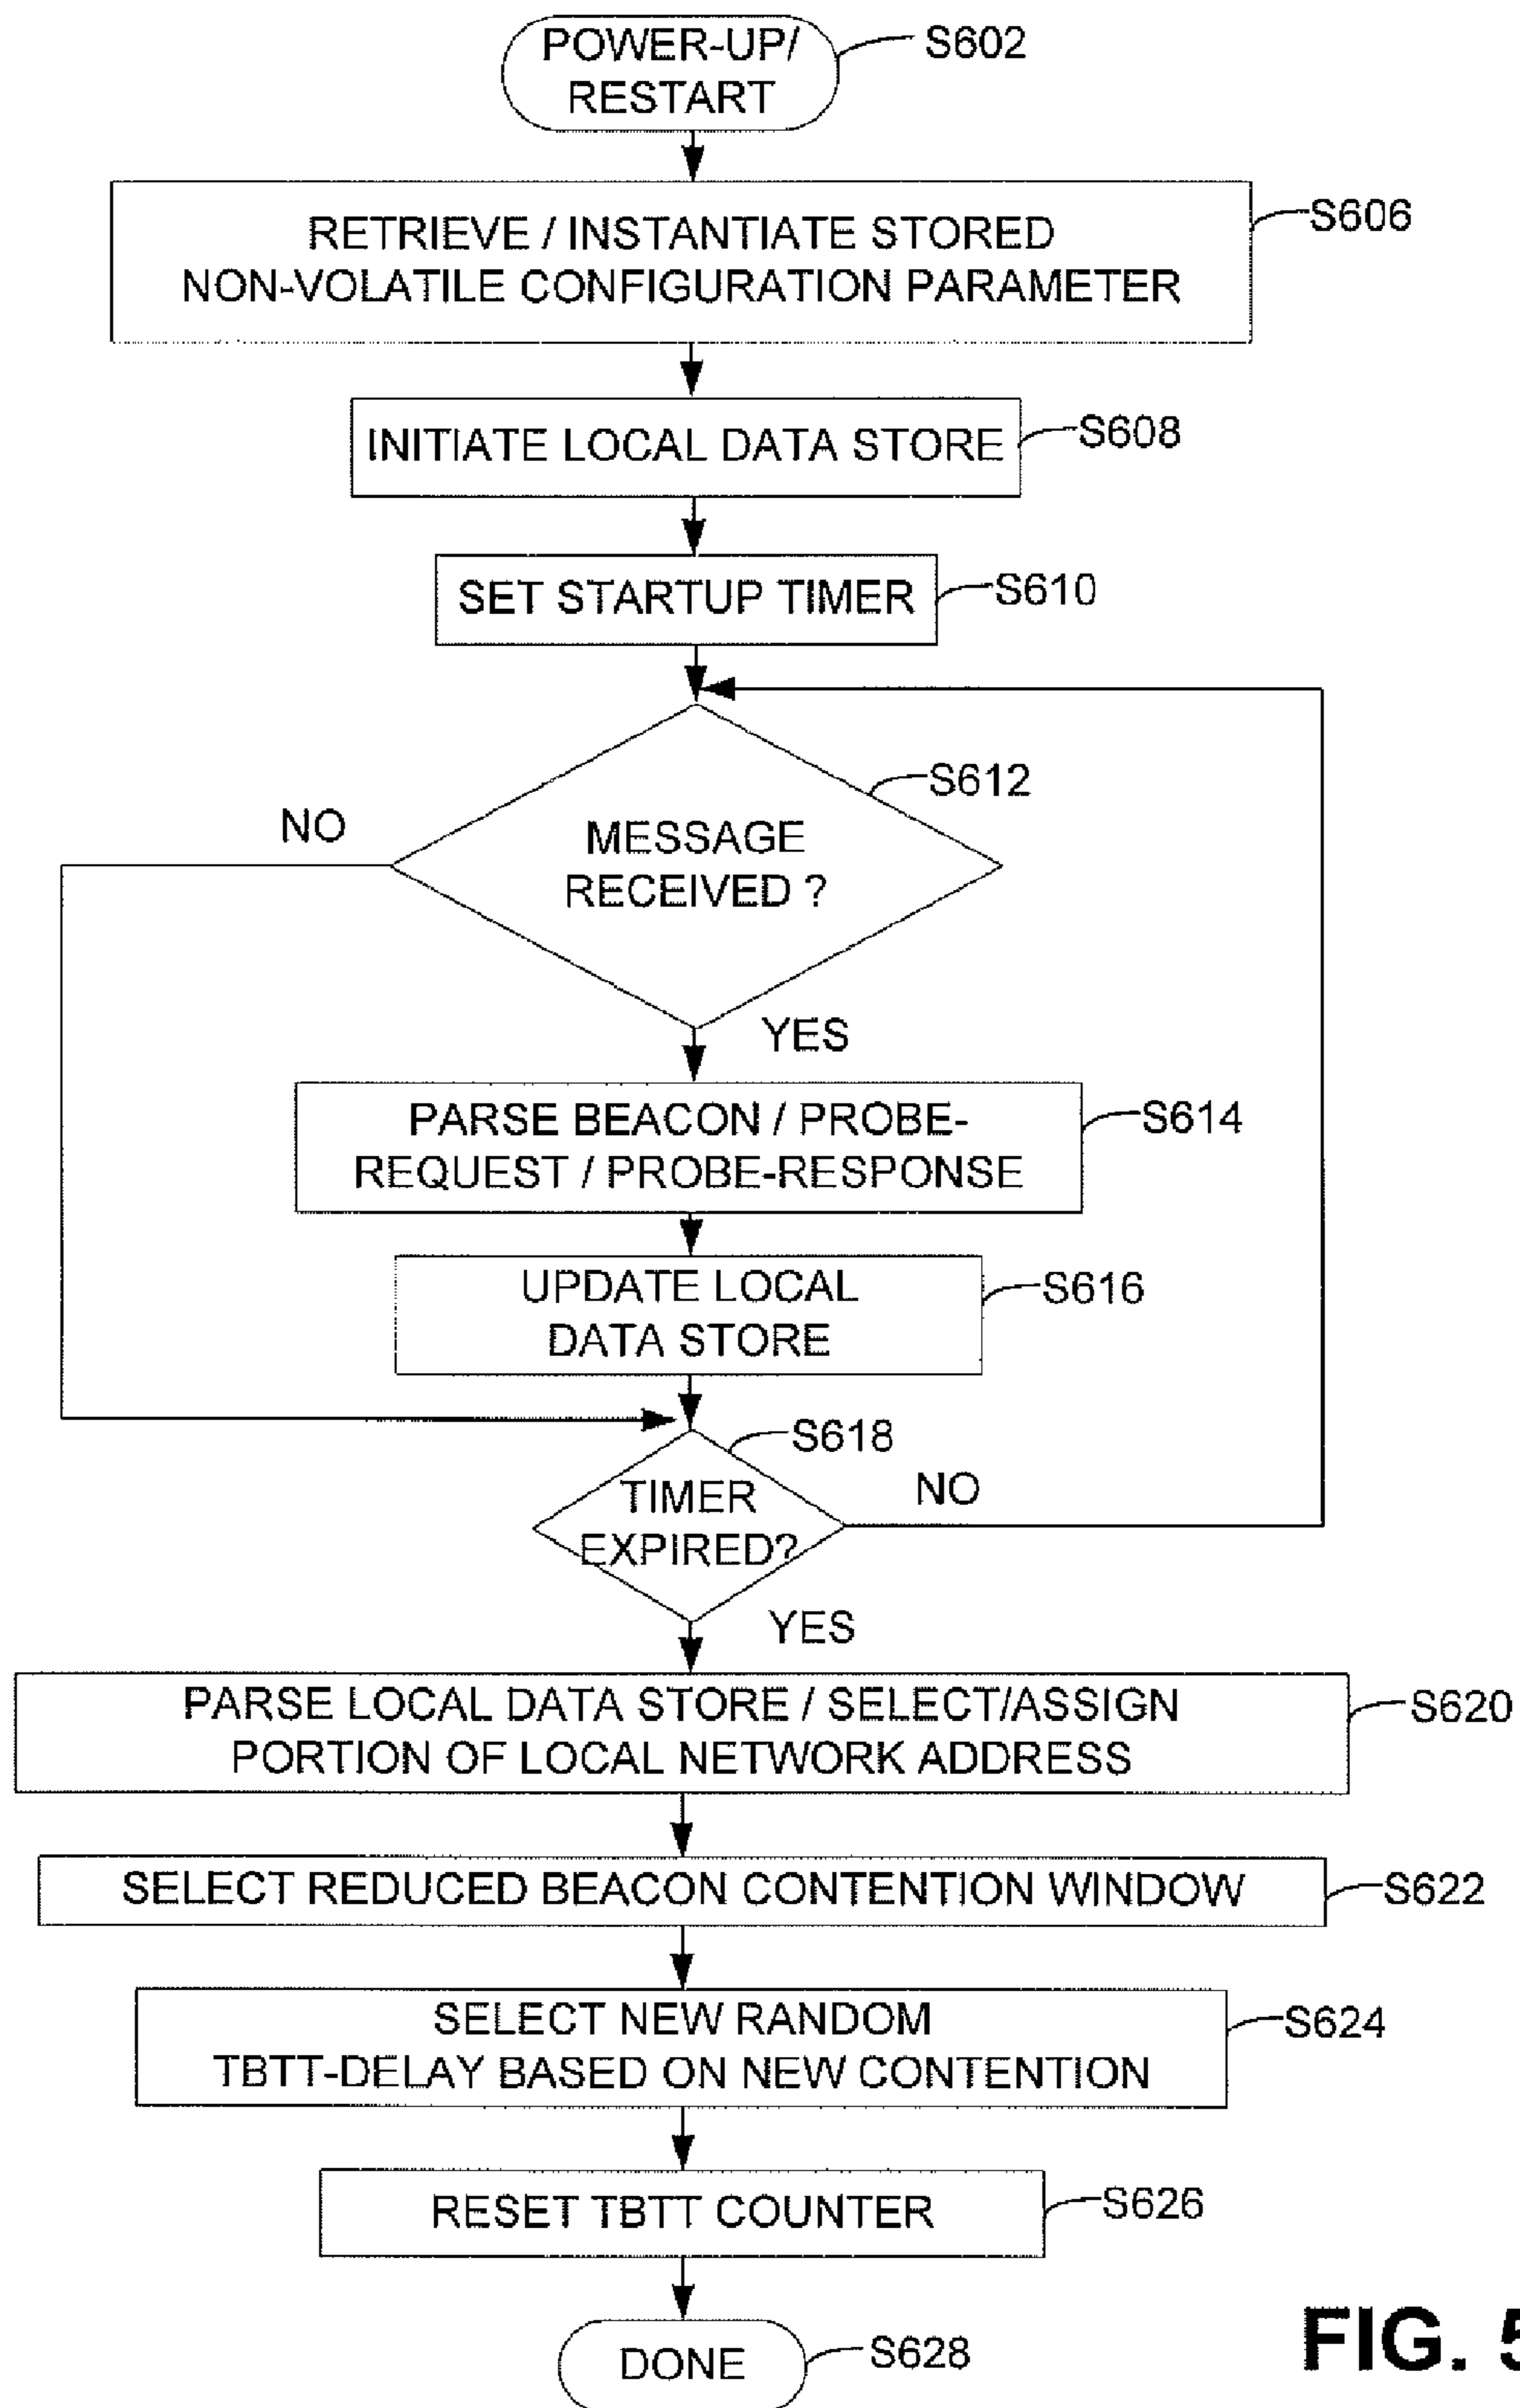 POWER-UP/
RESTART
S602
RETRIEVE / INSTANTIATE STORED
NON-VOLATILE CONFIGURATION PARAMETER
S606
INITIATE LOCAL DATA STORE
S608
SET STARTUP TIMER
S610
S612
NO
MESSAGE
RECEIVED ?
YES
PARSE BEACON / PROBE-
REQUEST / PROBE-RESPONSE
S614
UPDATE LOCAL
DATA STORE
S616
S618
TIMER
EXPIRED?
NO
YES
PARSE LOCAL DATA STORE / SELECT/ASSIGN
PORTION OF LOCAL NETWORK ADDRESS
S620
SELECT REDUCED BEACON CONTENTION WINDOW
S622
SELECT NEW RANDOM
TBTT-DELAY BASED ON NEW CONTENTION
S624
RESET TBTT COUNTER
S626
DONE
S628
FIG. 5